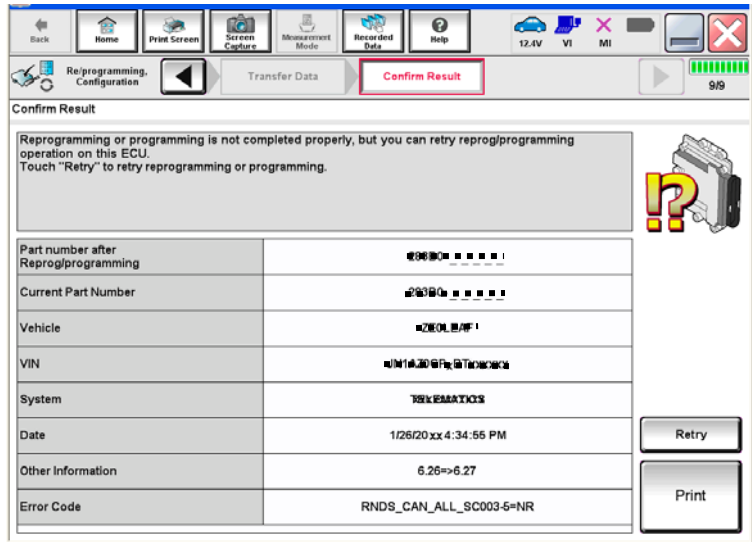 Back
Home
Print Screen
Screen
Capture
Measurement
Mode
Recorded
Data
Help
12.4V
VI
MI
Re/programming,
Configuration
Transfer Data
Confirm Result
9/9
Confirm Result
Reprogramming or programming is not completed properly, but you can retry reprog/programming
operation on this ECU.
Touch "Retry" to retry reprogramming or programming.
!?
Part number after
Reprog/programming
Current Part Number
Vehicle
VIN
System
Date
1/26/20xx 4:34:55 PM
Other Information
6.26=>6.27
Error Code
RNDS_CAN_ALL_SC003-5=NR
Retry
Print